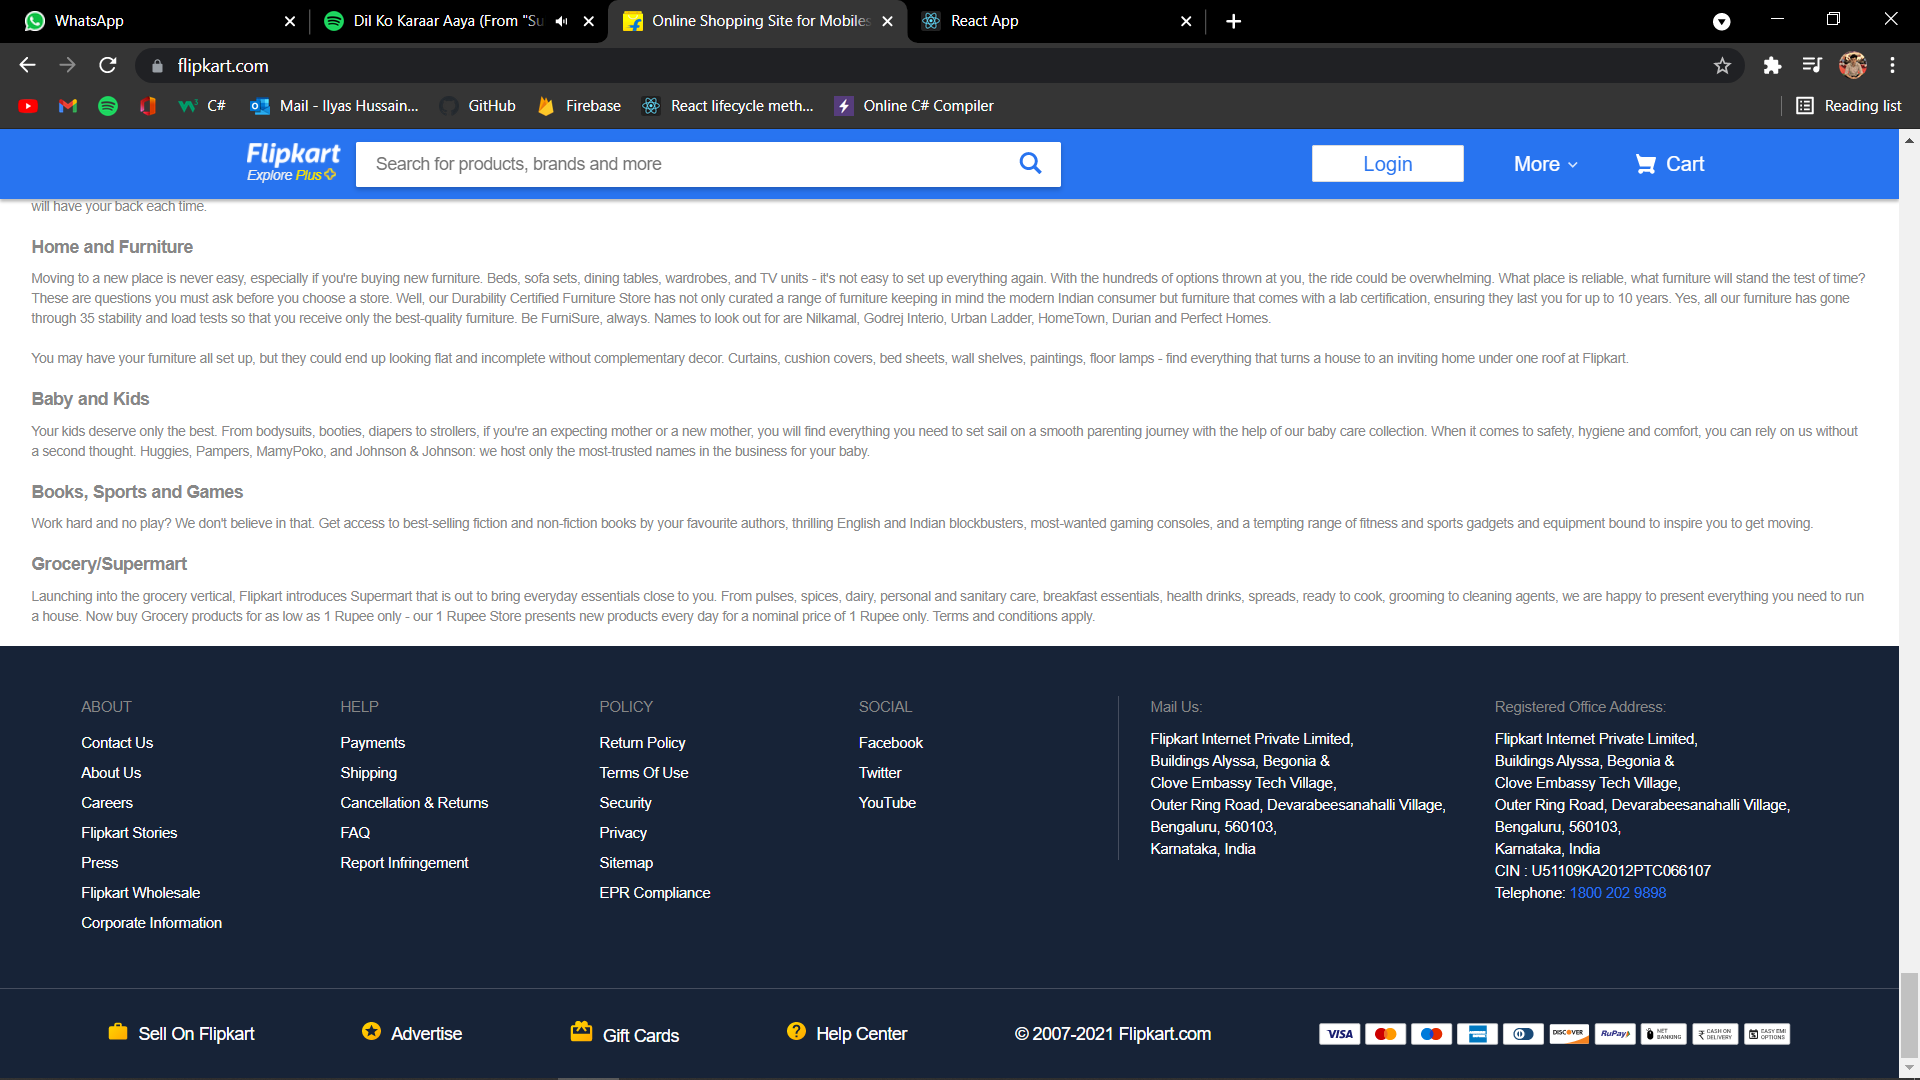 WhatsApp
Dil Ko Karaar Aaya (From "Su
Online Shopping Site for Mobiles
React App
flipkart.com
C#
Mail - Ilyas Hussain...
GitHub
Firebase
React lifecycle meth...
Online C# Compiler
Reading list
Flipkart
Explore Plus
Search for products, brands and more
Login
More
Cart
will have your back each time.
Home and Furniture
Moving to a new place is never easy, especially if you're buying new furniture. Beds, sofa sets, dining tables, wardrobes, and TV units - it's not easy to set up everything again. With the hundreds of options thrown at you, the ride could be overwhelming. What place is reliable, what furniture will stand the test of time?
These are questions you must ask before you choose a store. Well, our Durability Certified Furniture Store has not only curated a range of furniture keeping in mind the modern Indian consumer but furniture that comes with a lab certification, ensuring they last you for up to 10 years. Yes, all our furniture has gone
through 35 stability and load tests so that you receive only the best-quality furniture. Be FurniSure, always. Names to look out for are Nilkamal, Godrej Interio, Urban Ladder, HomeTown, Durian and Perfect Homes.
You may have your furniture all set up, but they could end up looking flat and incomplete without complementary decor. Curtains, cushion covers, bed sheets, wall shelves, paintings, floor lamps - find everything that turns a house to an inviting home under one roof at Flipkart.
Baby and Kids
Your kids deserve only the best. From bodysuits, booties, diapers to strollers, if you're an expecting mother or a new mother, you will find everything you need to set sail on a smooth parenting journey with the help of our baby care collection. When it comes to safety, hygiene and comfort, you can rely on us without
a second thought. Huggies, Pampers, MamyPoko, and Johnson & Johnson: we host only the most-trusted names in the business for your baby.
Books, Sports and Games
Work hard and no play? We don't believe in that. Get access to best-selling fiction and non-fiction books by your favourite authors, thrilling English and Indian blockbusters, most-wanted gaming consoles, and a tempting range of fitness and sports gadgets and equipment bound to inspire you to get moving.
Grocery/Supermart
Launching into the grocery vertical, Flipkart introduces Supermart that is out to bring everyday essentials close to you. From pulses, spices, dairy, personal and sanitary care, breakfast essentials, health drinks, spreads, ready to cook, grooming to cleaning agents, we are happy to present everything you need to run
a house. Now buy Grocery products for as low as 1 Rupee only - our 1 Rupee Store presents new products every day for a nominal price of 1 Rupee only. Terms and conditions apply.
ABOUT
Contact Us
About Us
Careers
Flipkart Stories
Press
Flipkart Wholesale
Corporate Information
HELP
Payments
Shipping
Cancellation & Returns
FAQ
Report Infringement
POLICY
Return Policy
Terms Of Use
Security
Privacy
Sitemap
EPR Compliance
SOCIAL
Facebook
Twitter
YouTube
Mail Us:
Flipkart Internet Private Limited,
Buildings Alyssa, Begonia &
Clove Embassy Tech Village,
Outer Ring Road, Devarabeesanahalli Village,
Bengaluru, 560103,
Karnataka, India
Registered Office Address:
Flipkart Internet Private Limited,
Buildings Alyssa, Begonia &
Clove Embassy Tech Village,
Outer Ring Road, Devarabeesanahalli Village,
Bengaluru, 560103,
Karnataka, India
CIN : U51109KA2012PTC066107
Telephone: 1800 202 9898
Sell On Flipkart
Advertise
Gift Cards
Help Center
© 2007-2021 Flipkart.com
VISA
DISCOVER
RuPay
NET
BANKING
CASH ON
DELIVERY
EASY EMI
OPTIONS